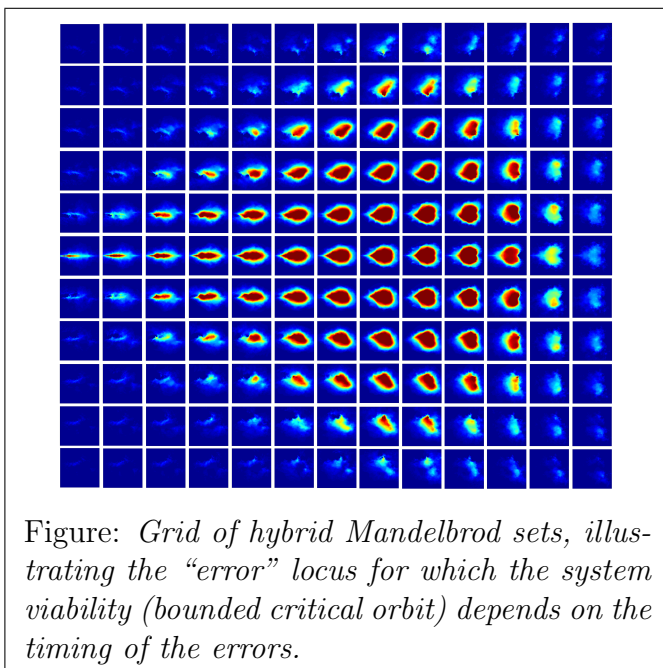 Figure: Grid of hybrid Mandelbrod sets, illus-
trating the “error” locus for which the system
viability (bounded critical orbit) depends on the
timing of the errors.